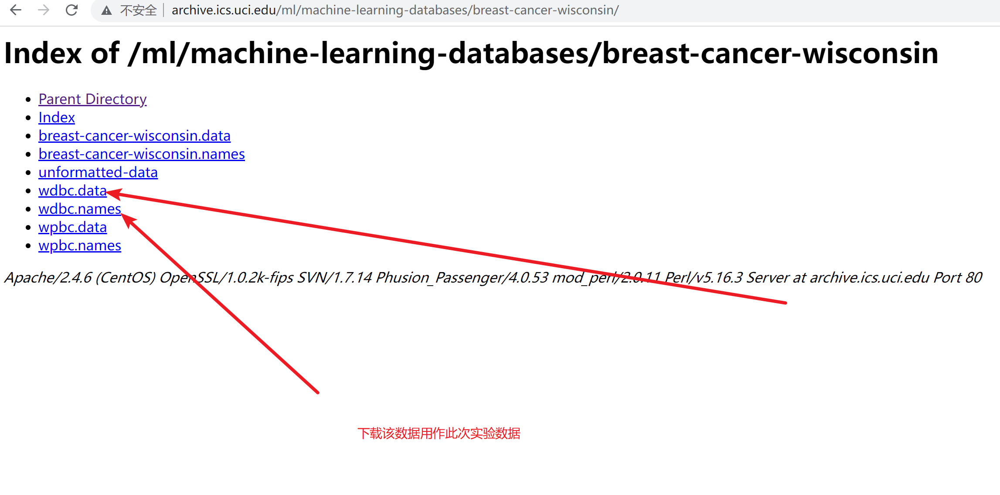 不安全 archive.ics.uci.edu/ml/machine-learning-databases/breast-cancer-wisconsin/
Index of /ml/machine-learning-databases/breast-cancer-wisconsin
Parent Directory
Index
breast-cancer-wisconsin.data
breast-cancer-wisconsin.names
unformatted-data
wdbc.data
wdbc.names
wpbc.data
wpbc.names
Apache/2.4.6 (CentOS) OpenSSL/1.0.2k-fips SVN/1.7.14 Phusion_Passenger/4.0.53 mod_perl/2.0.11 Perl/v5.16.3 Server at archive.ics.uci.edu Port 80
下载该数据用作此次实验数据